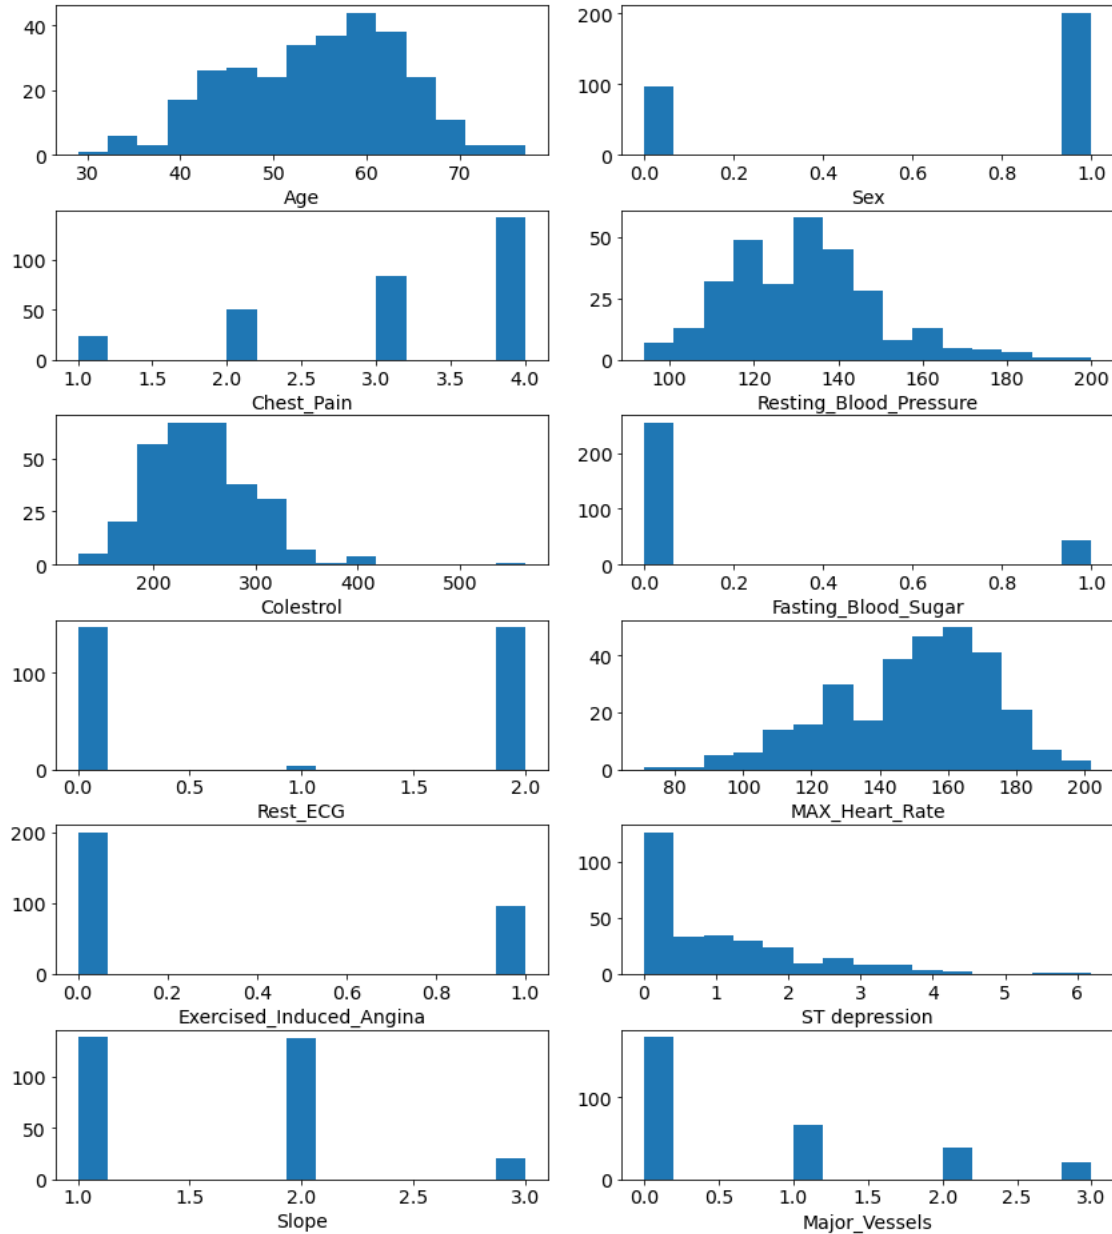 40
20
0
30 40 50 60 70
Age
200
100
0
0.0 0.2 0.4 0.6 0.8 1.0
Sex
100
50
0
1.0 1.5 2.0 2.5 3.0 3.5 4.0
Chest_Pain
50
25
0
100 120 140 160 180 200
Resting_Blood_Pressure
50
25
0
200 300 400 500
Colestrol
200
100
0
0.0 0.2 0.4 0.6 0.8 1.0
Fasting_Blood_Sugar
100
0
0.0 0.5 1.0 1.5 2.0
Rest_ECG
40
20
0
80 100 120 140 160 180 200
MAX_Heart_Rate
200
100
0
0.0 0.2 0.4 0.6 0.8 1.0
Exercised_Induced_Angina
100
50
0
0 1 2 3 4 5 6
ST depression
100
50
0
1.0 1.5 2.0 2.5 3.0
Slope
100
0
0.0 0.5 1.0 1.5 2.0 2.5 3.0
Major_Vessels